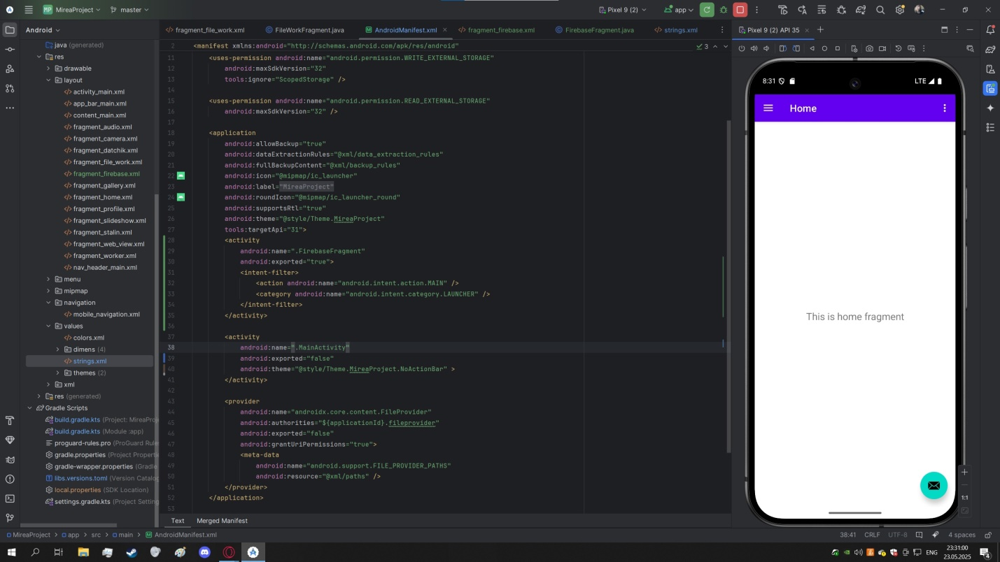 MP MireaProject
master
Pixel 9 (2)
app
Android
fragment_file_work.xml
FileWorkFragment.java
AndroidManifest.xml
fragment_firebase.xml
FirebaseFragment.java
strings.xml
Pixel 9 (2) API 35
java (generated)
res
drawable
layout
activity_main.xml
app_bar_main.xml
content_main.xml
fragment_audio.xml
fragment_camera.xml
fragment_datchik.xml
fragment_file_work.xml
fragment_firebase.xml
fragment_gallery.xml
fragment_home.xml
fragment_profile.xml
fragment_slideshow.xml
fragment_stalin.xml
fragment_web_view.xml
fragment_worker.xml
nav_header_main.xml
menu
mipmap
navigation
mobile_navigation.xml
values
colors.xml
dimens (4)
strings.xml
themes (2)
xml
res (generated)
Gradle Scripts
build.gradle.kts (Project: MireaProj
build.gradle.kts (Module :app)
proguard-rules.pro (ProGuard Rule
gradle.properties (Project Properti
gradle-wrapper.properties (Gradle
libs.versions.toml (Version Catalog
local.properties (SDK Location)
settings.gradle.kts (Project Setting
3
2 <manifest xmlns:android="http://schemas.android.com/apk/res/android"
11 <uses-permission android:name="android.permission.WRITE_EXTERNAL_STORAGE"
12 android:maxSdkVersion="32"
13 tools:ignore="ScopedStorage" />
14
15 <uses-permission android:name="android.permission.READ_EXTERNAL_STORAGE"
16 android:maxSdkVersion="32" />
17
18 <application
19 android:allowBackup="true"
20 android:dataExtractionRules="@xml/data_extraction_rules"
21 android:fullBackupContent="@xml/backup_rules"
22 android:icon="@mipmap/ic_launcher"
23 android:label="MireaProject"
24 android:roundIcon="@mipmap/ic_launcher_round"
25 android:supportsRtl="true"
26 android:theme="@style/Theme.MireaProject"
27 tools:targetApi="31">
28 <activity
29 android:name=".FirebaseFragment"
30 android:exported="true">
31 <intent-filter>
32 <action android:name="android.intent.action.MAIN" />
33 <category android:name="android.intent.category.LAUNCHER" />
34 </intent-filter>
35 </activity>
36
37 <activity
38 android:name=".MainActivity"
39 android:exported="false"
40 android:theme="@style/Theme.MireaProject.NoActionBar" >
41 </activity>
42
43 <provider
44 android:name="androidx.core.content.FileProvider"
45 android:authorities="${applicationId}.fileprovider"
46 android:exported="false"
47 android:grantUriPermissions="true">
48 <meta-data
49 android:name="android.support.FILE_PROVIDER_PATHS"
50 android:resource="@xml/paths" />
51 </provider>
52 </application>
53
Text Merged Manifest
8:31
LTE
Home
This is home fragment
1:1
MireaProject > app > src > main > AndroidManifest.xml
38:41 CRLF UTF-8 4 spaces
ENG
23:31:00
23.05.2025
4